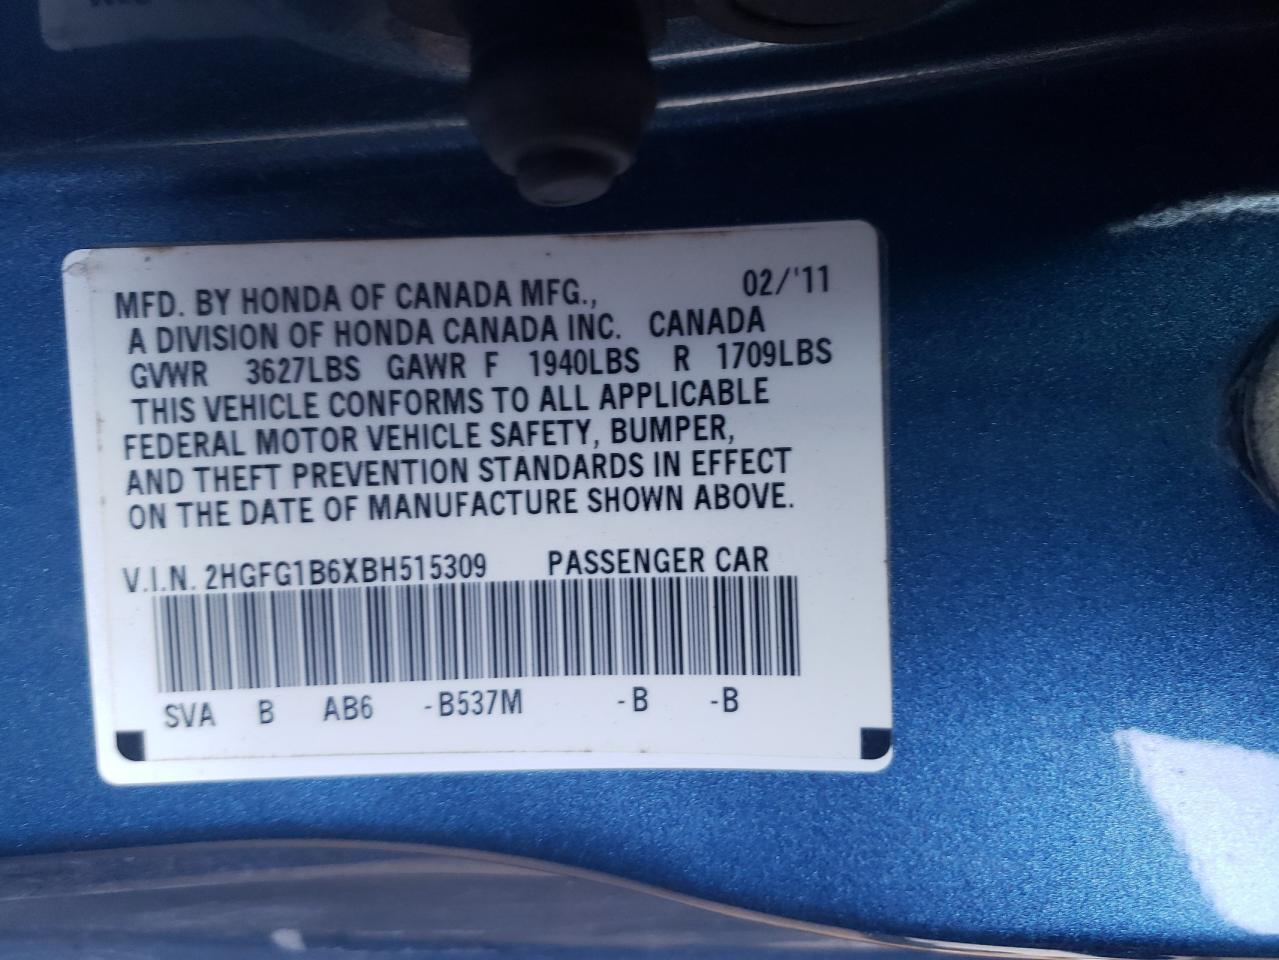 MFD. BY HONDA OF CANADA MFG., 02/'11
A DIVISION OF HONDA CANADA INC. CANADA
GVWR 3627LBS GAWR F 1940LBS R 1709LBS
THIS VEHICLE CONFORMS TO ALL APPLICABLE
FEDERAL MOTOR VEHICLE SAFETY, BUMPER,
AND THEFT PREVENTION STANDARDS IN EFFECT
ON THE DATE OF MANUFACTURE SHOWN ABOVE.
V.I.N. 2HGFG1B6XBH515309 PASSENGER CAR
SVA B AB6 -B537M -B -B